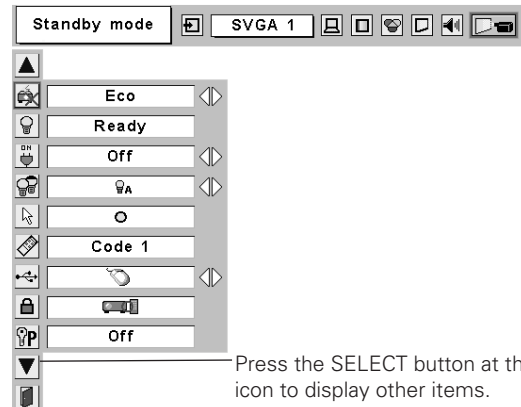 Standby mode SVGA 1
Eco
Ready
ON
Off
A
Code 1
P Off
Press the SELECT button at th
icon to display other items.